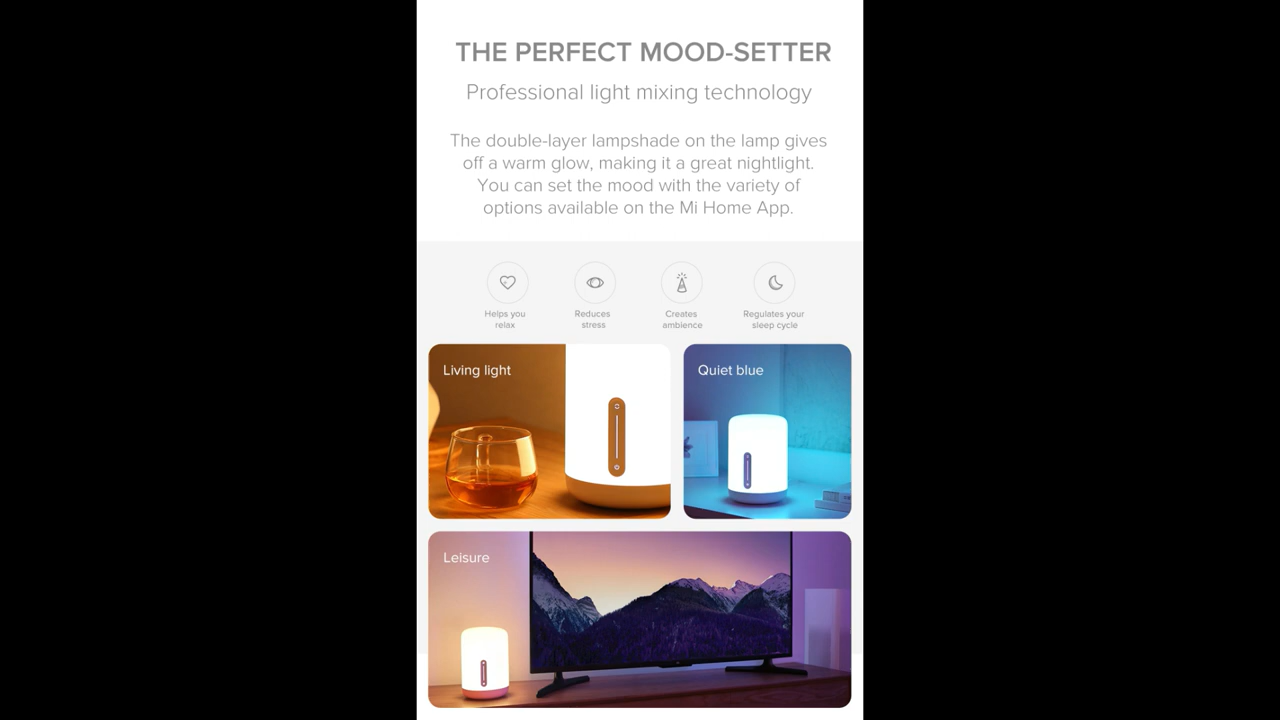 THE PERFECT MOOD-SETTER
Professional light mixing technology
The double-layer lampshade on the lamp gives
off a warm glow, making it a great nightlight.
You can set the mood with the variety of
options available on the Mi Home App.
Helps you
relax
Reduces
stress
Creates
ambience
Regulates your
sleep cycle
Living light
Quiet blue
Leisure